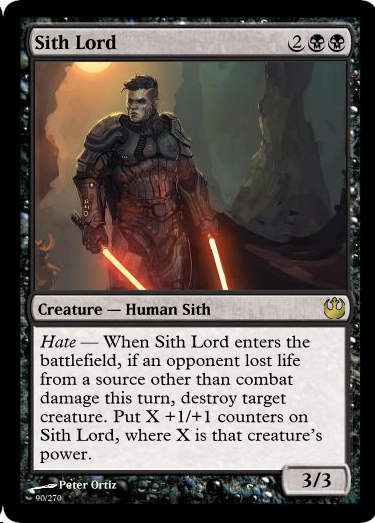 Sith Lord 2
Creature — Human Sith
Hate — When Sith Lord enters the
battlefield, if an opponent lost life
from a source other than combat
damage this turn, destroy target
creature. Put X +1/+1 counters on
Sith Lord, where X is that creature's
power.
3/3
Peter Ortiz
90/270